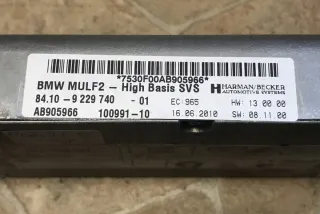 *7530F00AB905966*
BMW MULF2 - High Basis SVS
HARMAN/BECKER
AUTOMOTIVE SYSTEMS
84.10 - 9 229 740 - 01 EC: 965 HW: 13.00.00
AB905966 100991-10 16.06.2010 SW: 08.11.00